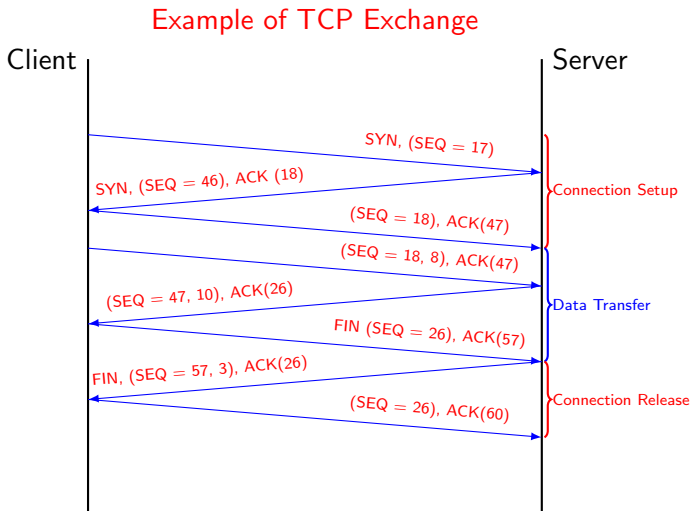 Example of TCP Exchange
Client
Server
SYN, (SEQ = 17)
SYN, (SEQ = 46), ACK (18)
Connection Setup
(SEQ = 18), ACK(47)
(SEQ = 18, 8), ACK(47)
(SEQ = 47, 10), ACK(26)
Data Transfer
FIN (SEQ = 26), ACK(57)
FIN, (SEQ = 57, 3), ACK(26)
Connection Release
(SEQ = 26), ACK(60)